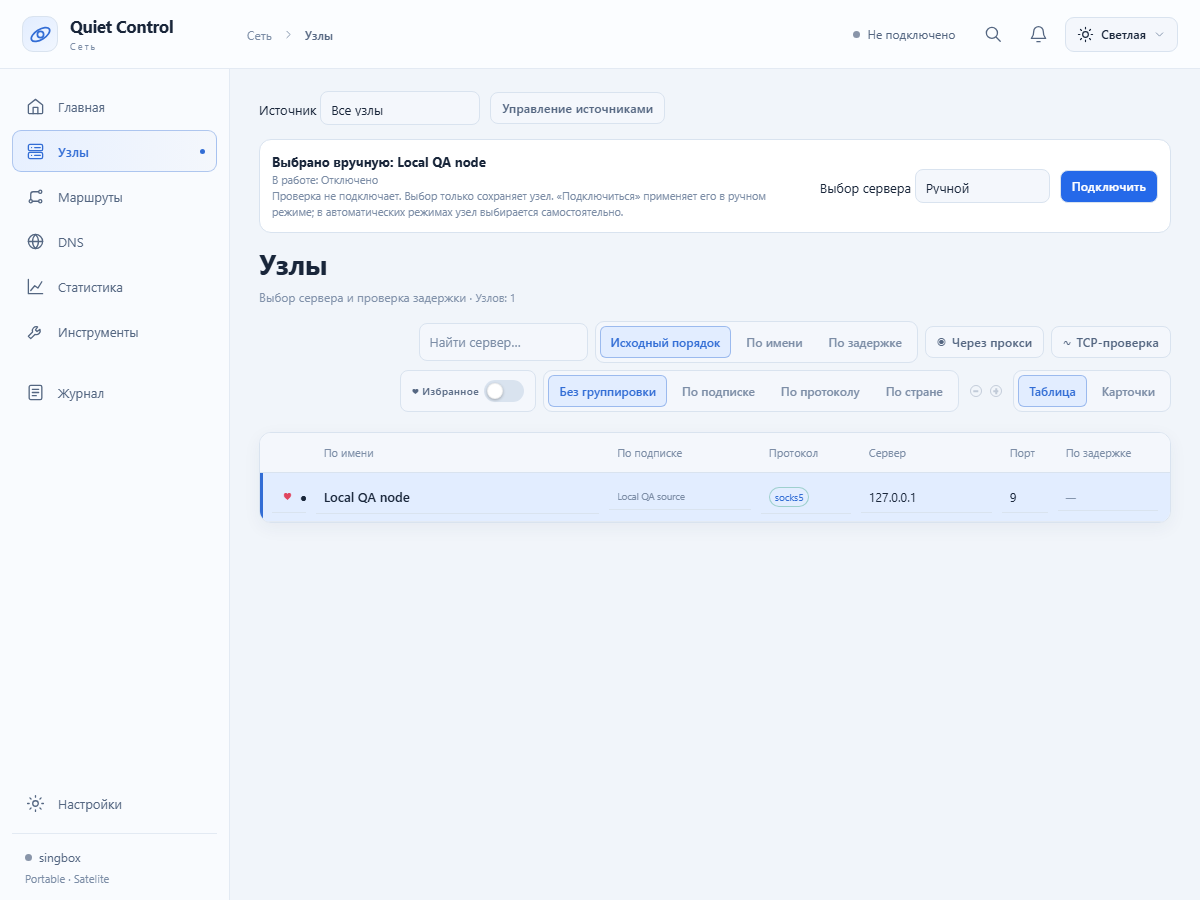 Quiet Control
Сеть
Сеть > Узлы
Не подключено
Светлая
Главная
Узлы
Маршруты
DNS
Статистика
Инструменты
Журнал
Настройки
singbox
Portable · Satelite
Источник Все узлы Управление источниками
Выбрано вручную: Local QA node
В работе: Отключено
Проверка не подключает. Выбор только сохраняет узел. «Подключиться» применяет его в ручном
режиме; в автоматических режимах узел выбирается самостоятельно.
Выбор сервера Ручной Подключить
Узлы
Выбор сервера и проверка задержки · Узлов: 1
Найти сервер... Исходный порядок По имени По задержке Через прокси ~ TCP-проверка
Избранное Без группировки По подписке По протоколу По стране Таблица Карточки
По имени По подписке Протокол Сервер Порт По задержке
Local QA node Local QA source socks5 127.0.0.1 9 —